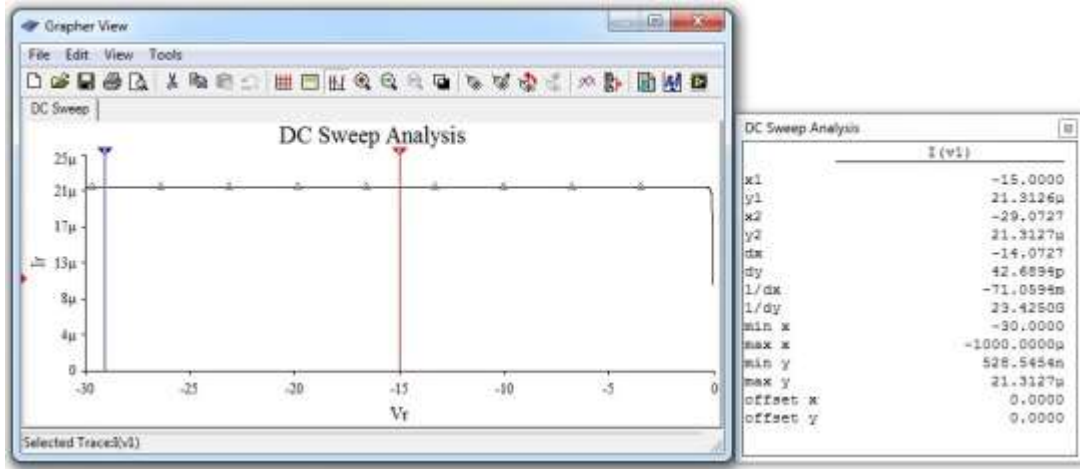 Grapher View
File Edit View Tools
DC Sweep
DC Sweep Analysis
25µ
21µ
17µ
13µ
8µ
4µ
0
Ir
-30 -25 -20 -15 -10 -5 0
Vr
Selected Trace:I(v1)
DC Sweep Analysis
I(v1)
x1 -15.0000
y1 21.3126µ
x2 -29.0727
y2 21.3127µ
dx -14.0727
dy 42.6894p
1/dx -71.0594m
1/dy 23.4250G
min x -30.0000
max x -1000.0000µ
min y 528.5454n
max y 21.3127µ
offset x 0.0000
offset y 0.0000